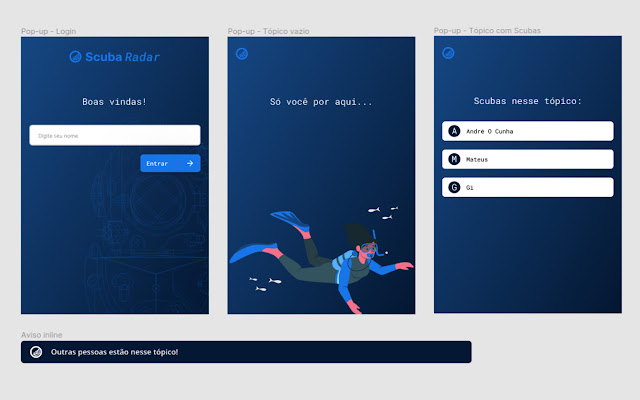 Pop-up - Login
Scuba Radar
Boas vindas!
Digite seu nome
Entrar
Pop-up - Tópico vazio
Só você por aqui...
Pop-up - Tópico com Scubas
Scubas nesse tópico:
A André O Cunha
M Mateus
G Gi
Aviso inline
Outras pessoas estão nesse tópico!